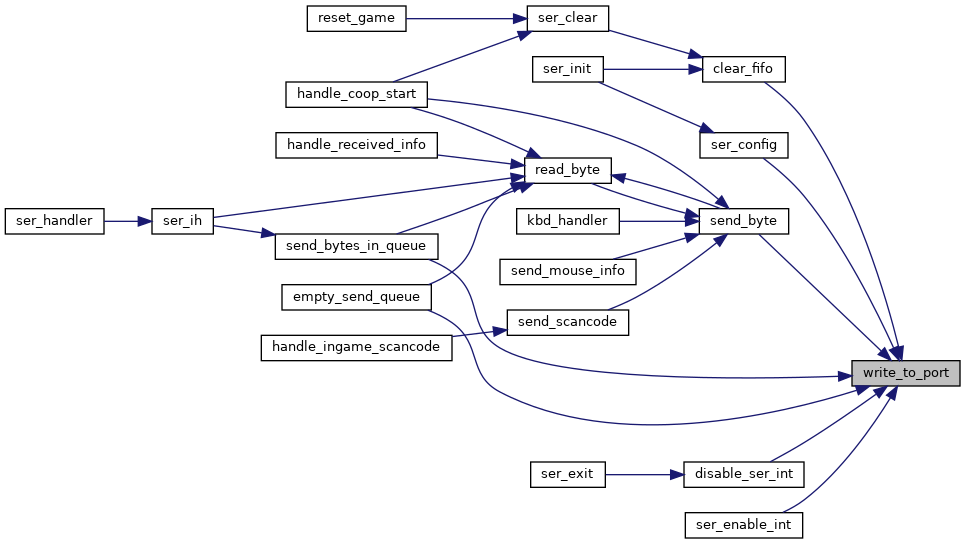 reset_game
ser_clear
ser_init
clear_fifo
handle_coop_start
handle_received_info
ser_config
read_byte
ser_handler
ser_ih
kbd_handler
send_byte
send_bytes_in_queue
send_mouse_info
empty_send_queue
send_scancode
handle_ingame_scancode
write_to_port
ser_exit
disable_ser_int
ser_enable_int